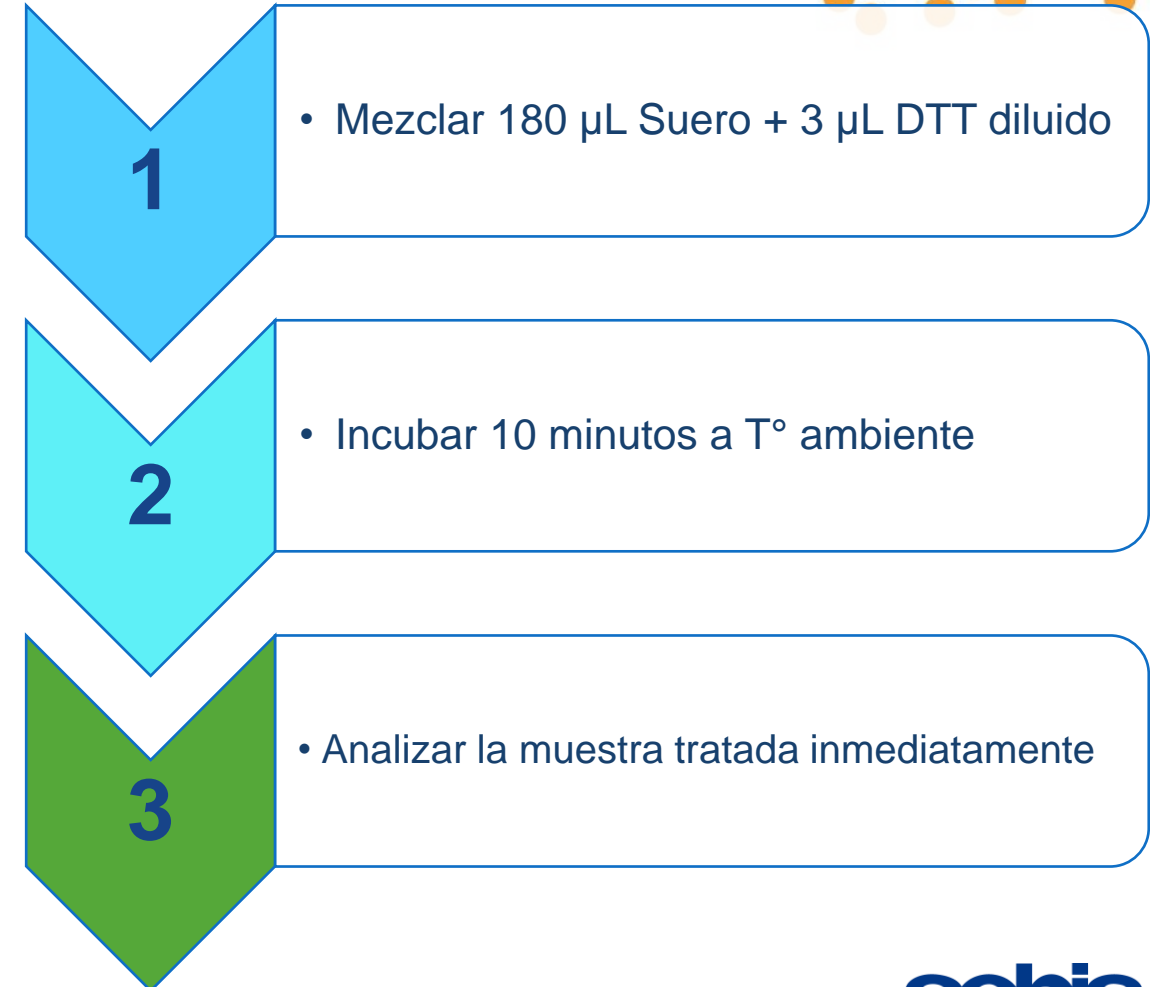 1
• Mezclar 180 µL Suero + 3 µL DTT diluido
2
• Incubar 10 minutos a T° ambiente
3
• Analizar la muestra tratada inmediatamente